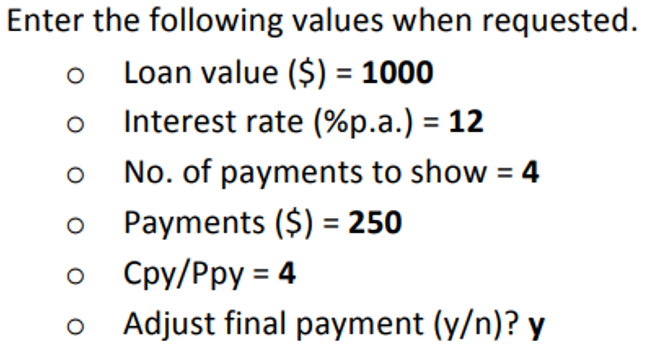 Enter the following values when requested.
o Loan value ($) = 1000
o Interest rate (%p.a.) = 12
o No. of payments to show = 4
o Payments ($) = 250
o Cpy/Ppy = 4
o Adjust final payment (y/n)? y